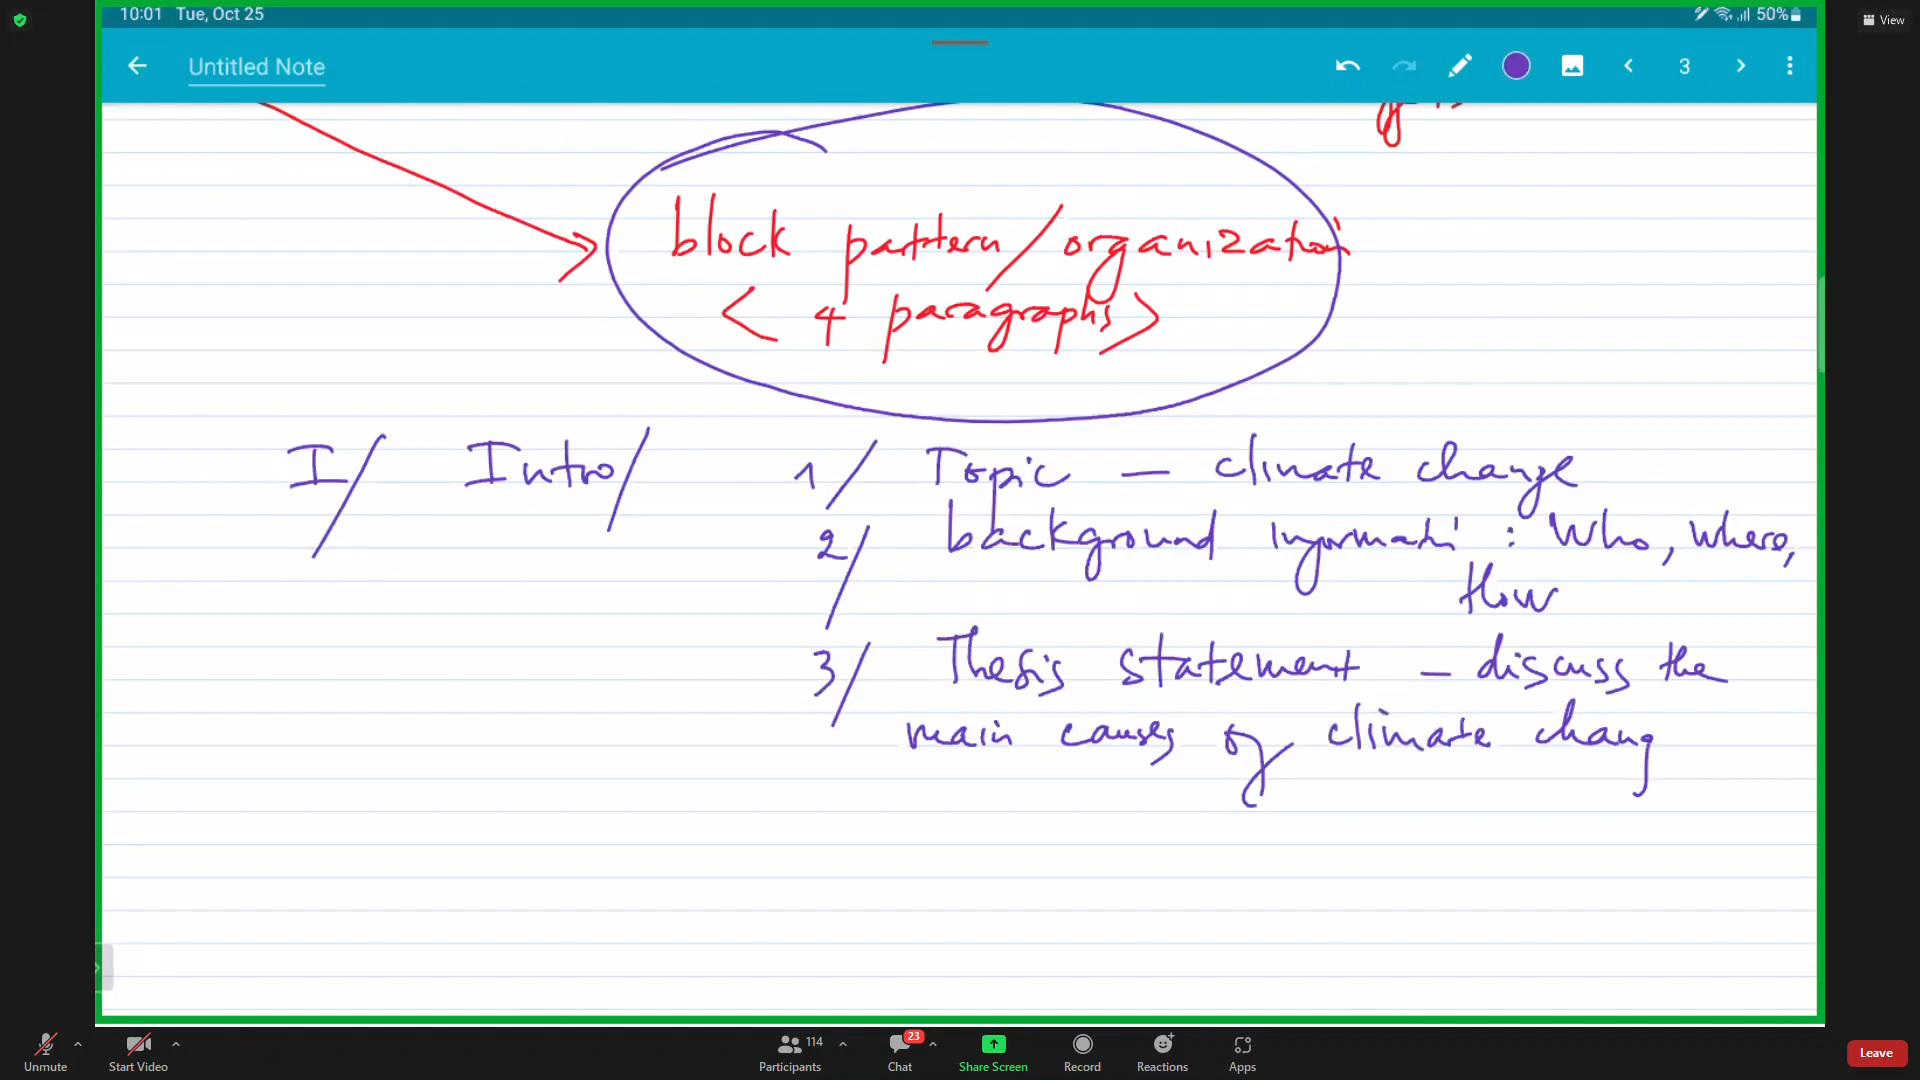 10:01 Tue, Oct 25 50%
View
Untitled Note
3
block pattern/organization
< 4 paragraphs >
I/ Intro/ 1/ Topic — climate change
2/ background informati : Who, where,
How
3/ Thesis statement – discuss the
main causes of climate chang
Unmute
Start Video
114
Participants
23
Chat
Share Screen
Record
Reactions
Apps
Leave